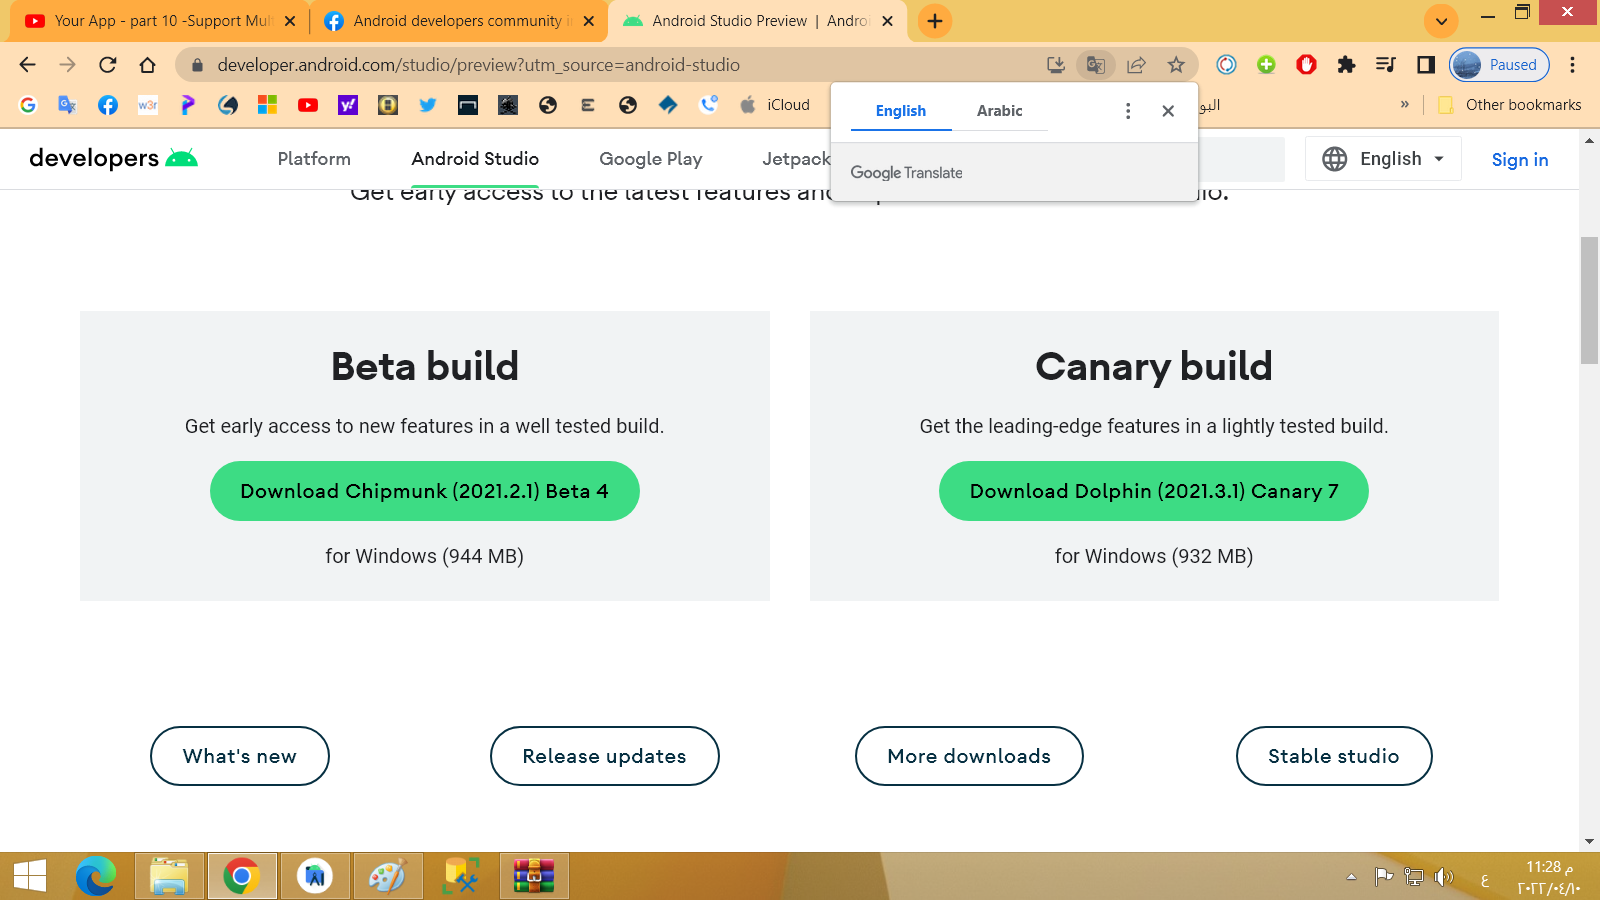 Your App - part 10 -Support Mul
Android developers community i
Android Studio Preview | Androi
developer.android.com/studio/preview?utm_source=android-studio
Paused
iCloud
Other bookmarks
English
Arabic
Google Translate
developers
Platform
Android Studio
Google Play
Jetpack
English
Sign in
Get early access to the latest features an
Beta build
Get early access to new features in a well tested build.
Download Chipmunk (2021.2.1) Beta 4
for Windows (944 MB)
Canary build
Get the leading-edge features in a lightly tested build.
Download Dolphin (2021.3.1) Canary 7
for Windows (932 MB)
What's new
Release updates
More downloads
Stable studio
ع
11:28 م
٢٠٢٢/٠٤/١٠